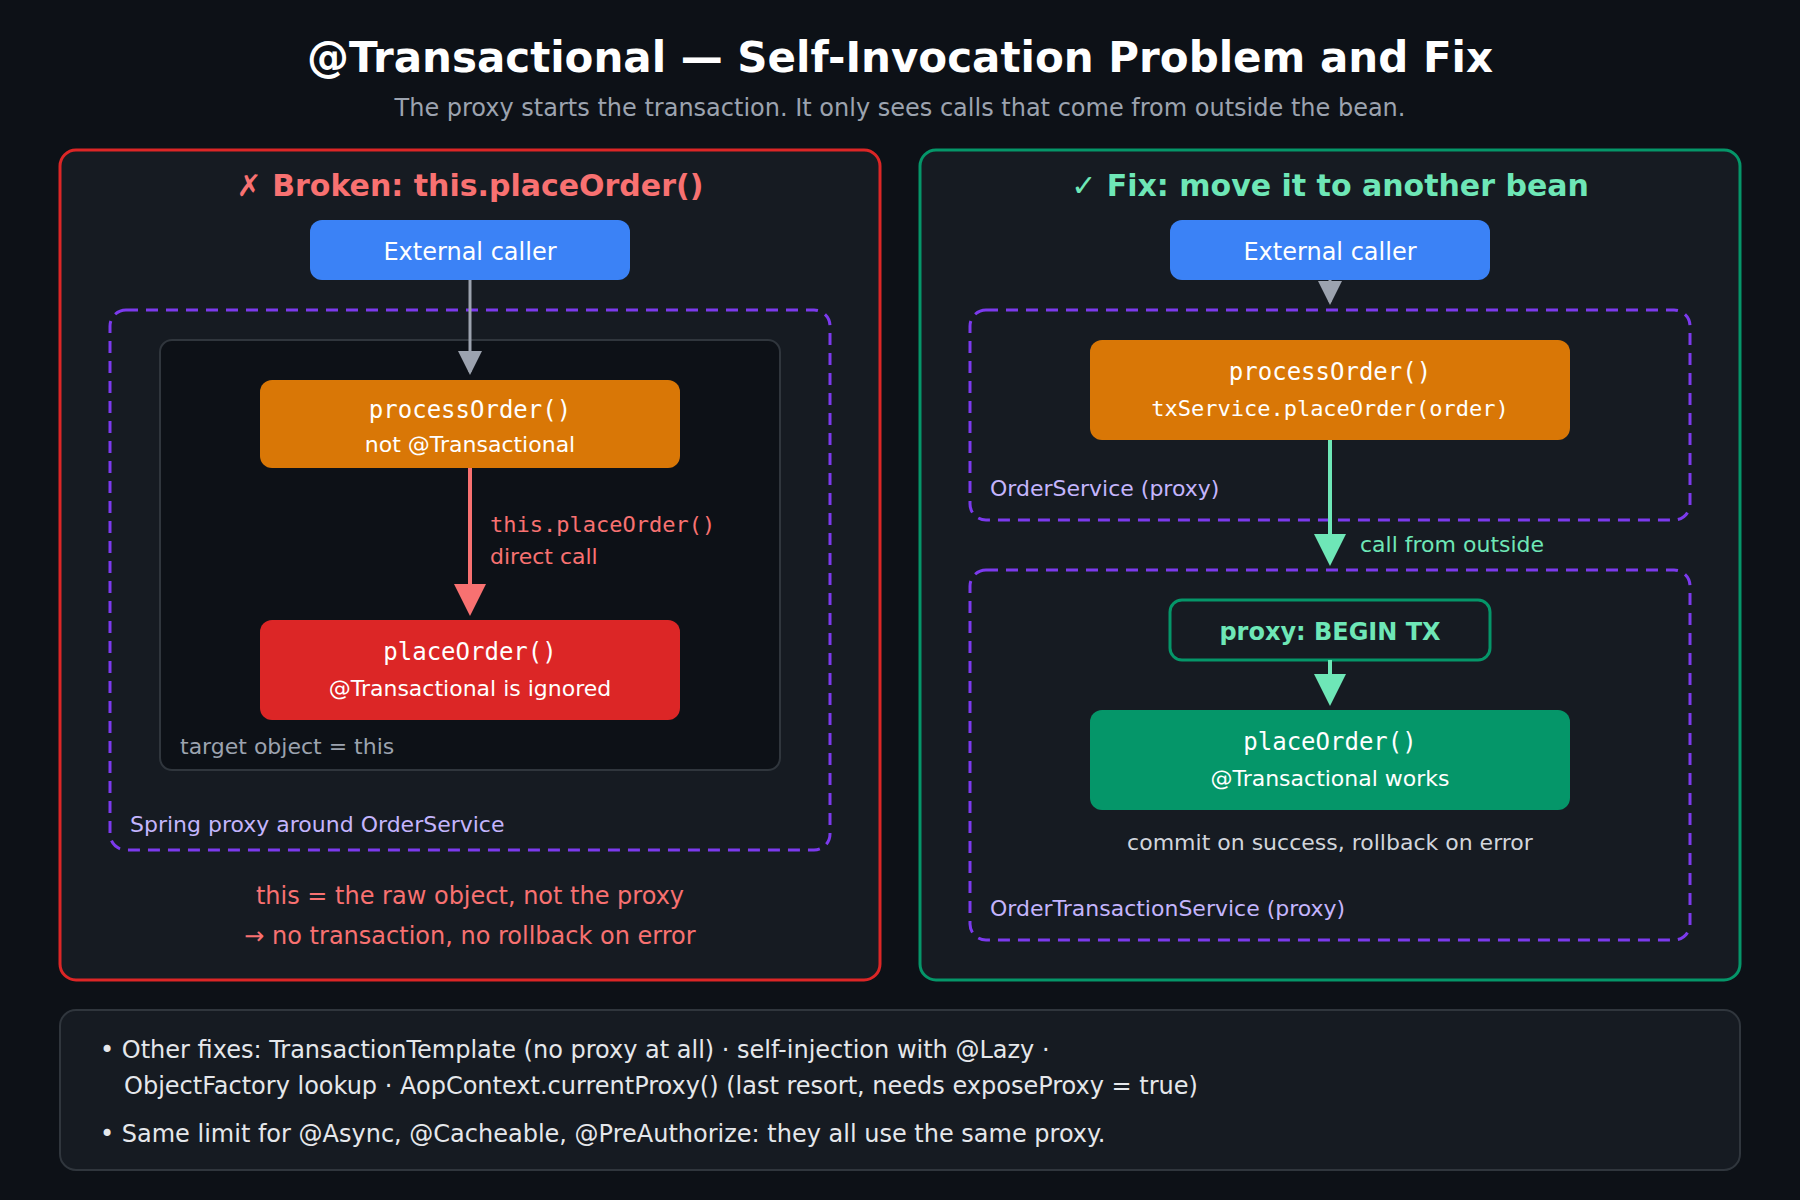 @Transactional — Self-Invocation Problem and Fix
The proxy starts the transaction. It only sees calls that come from outside the bean.
✗ Broken: this.placeOrder()
External caller
processOrder()
not @Transactional
this.placeOrder()
direct call
placeOrder()
@Transactional is ignored
target object = this
Spring proxy around OrderService
this = the raw object, not the proxy
→ no transaction, no rollback on error
✓ Fix: move it to another bean
External caller
processOrder()
txService.placeOrder(order)
OrderService (proxy)
call from outside
proxy: BEGIN TX
placeOrder()
@Transactional works
commit on success, rollback on error
OrderTransactionService (proxy)
• Other fixes: TransactionTemplate (no proxy at all) · self-injection with @Lazy ·
ObjectFactory lookup · AopContext.currentProxy() (last resort, needs exposeProxy = true)
• Same limit for @Async, @Cacheable, @PreAuthorize: they all use the same proxy.